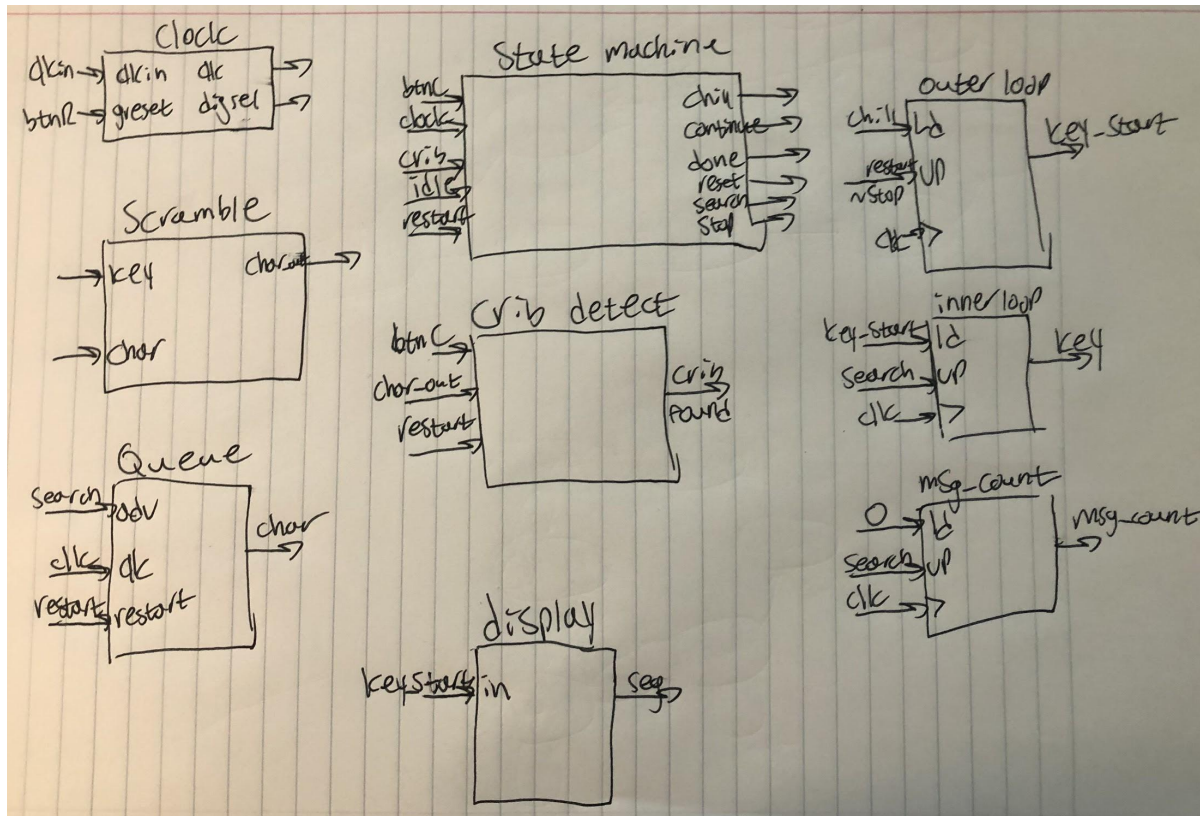 Clock
clkin clkin clk
btnR greset digsel
State machine
btnC
clock
crib
idle
restart
chill
continue
done
reset
search
stop
outer loop
chill Ld
restart UP
~stop
clk
key_start
Scramble
key char_out
char
Crib detect
btnC
char_out
restart
crib
found
inner loop
key_start ld
search UP
clk
key
Queue
search adv
clk clk
restart restart
char
msg_count
0 ld
search UP
clk
msg_count
display
keystart in
seg